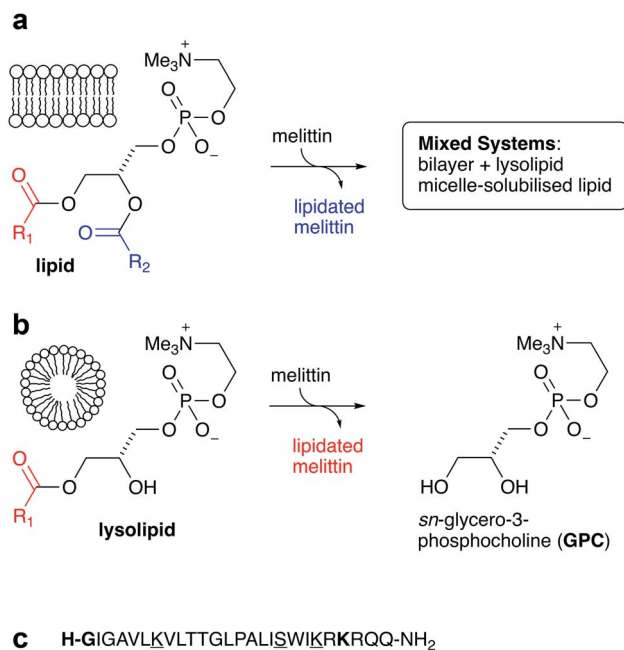 a
Me3N
+
O
P
O
O
O−
O
O
O
O
R1
R2
lipid
melittin
lipidated
melittin
Mixed Systems:
bilayer + lysolipid
micelle-solubilised lipid
b
Me3N
+
O
P
O
O
O−
O
O
OH
R1
lysolipid
melittin
lipidated
melittin
Me3N
+
O
P
O
O
O−
HO
OH
sn-glycero-3-
phosphocholine (GPC)
c H-GIGAVLKVLTTGLPALISWIKRKRQQ-NH2